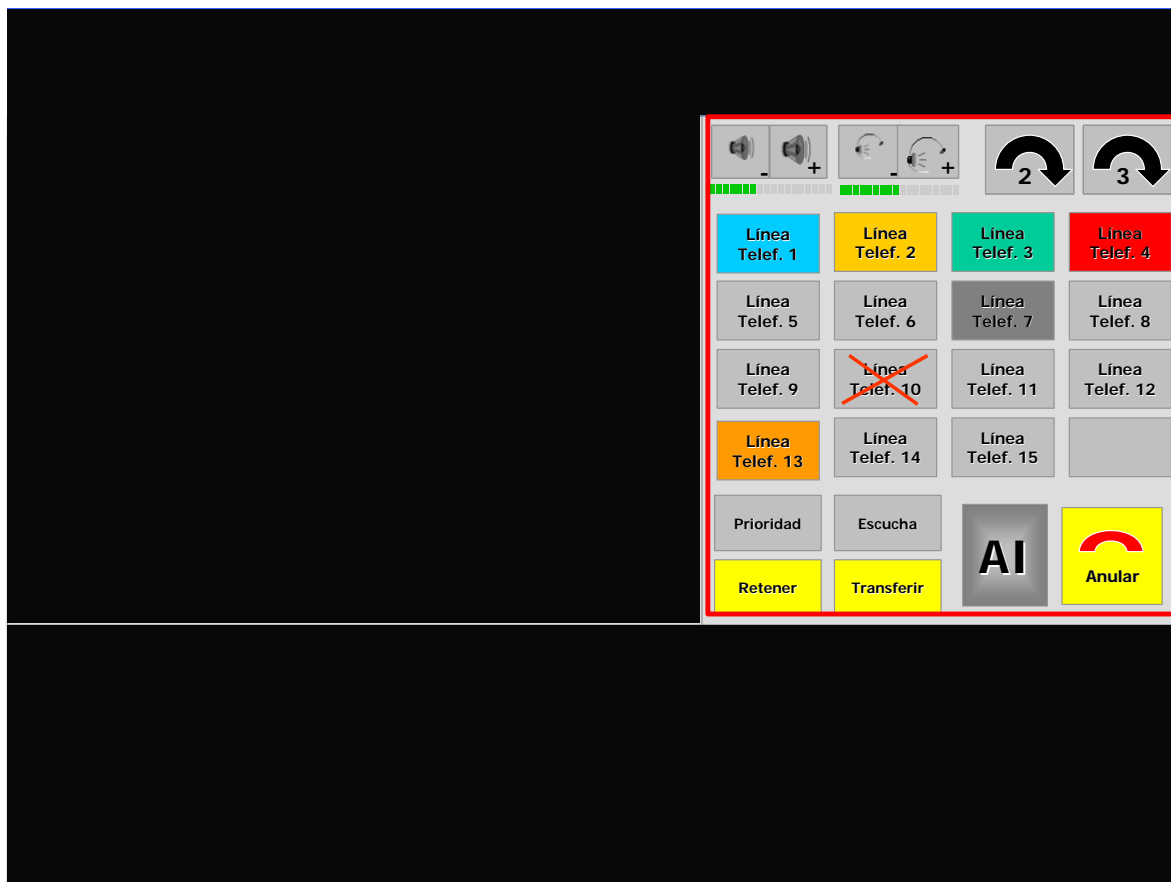 - + - + 2 3
Línea Línea Línea Línea
Telef. 1 Telef. 2 Telef. 3 Telef. 4
Línea Línea Línea Línea
Telef. 5 Telef. 6 Telef. 7 Telef. 8
Línea Línea Línea Línea
Telef. 9 Telef. 10 Telef. 11 Telef. 12
Línea Línea Línea
Telef. 13 Telef. 14 Telef. 15
Prioridad Escucha
AI
Anular
Retener Transferir